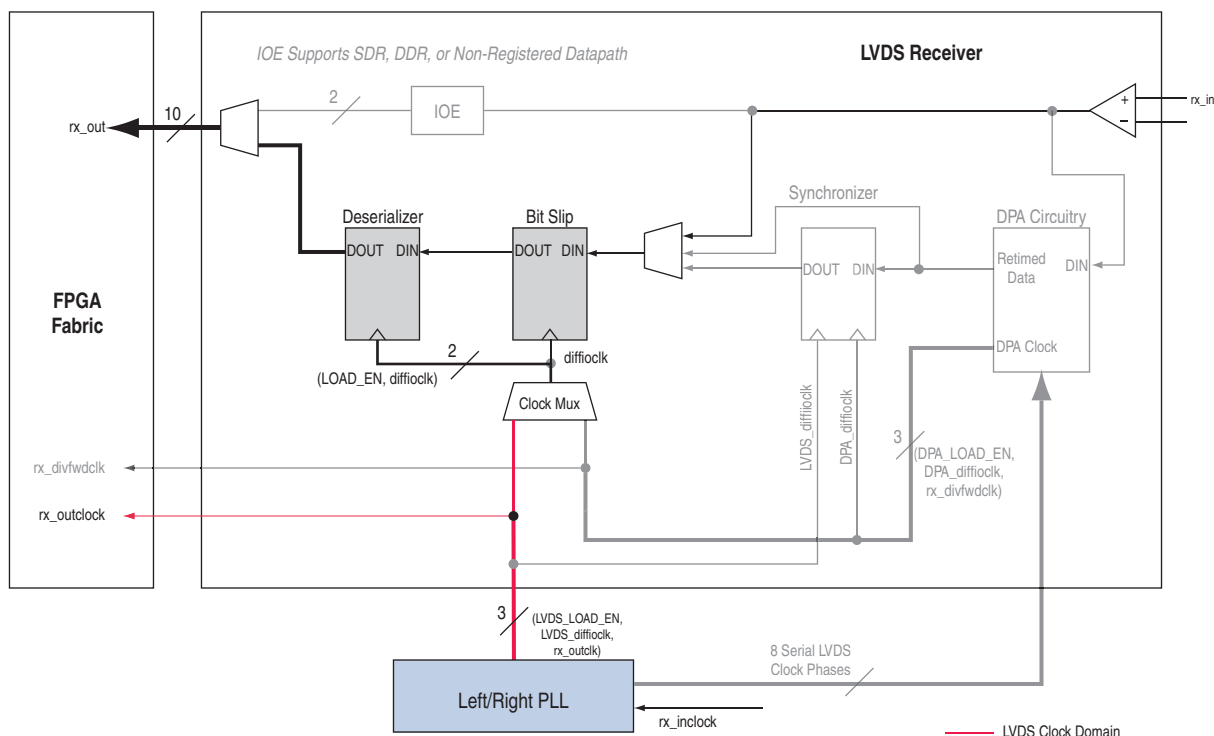 IOE Supports SDR, DDR, or Non-Registered Datapath
LVDS Receiver
2
IOE
+
−
rx_in
10
rx_out
Synchronizer
Deserializer
Bit Slip
DPA Circuitry
DOUT DIN
DOUT DIN
DOUT DIN
Retimed
Data
DIN
FPGA
Fabric
2
diffioclk
(LOAD_EN, diffioclk)
DPA Clock
Clock Mux
LVDS_diffiioclk
DPA_diffioclk
3
(DPA_LOAD_EN,
DPA_diffioclk,
rx_divfwdclk)
rx_divfwdclk
rx_outclock
3
(LVDS_LOAD_EN,
LVDS_diffioclk,
rx_outclk)
8 Serial LVDS
Clock Phases
Left/Right PLL
rx_inclock
LVDS Clock Domain